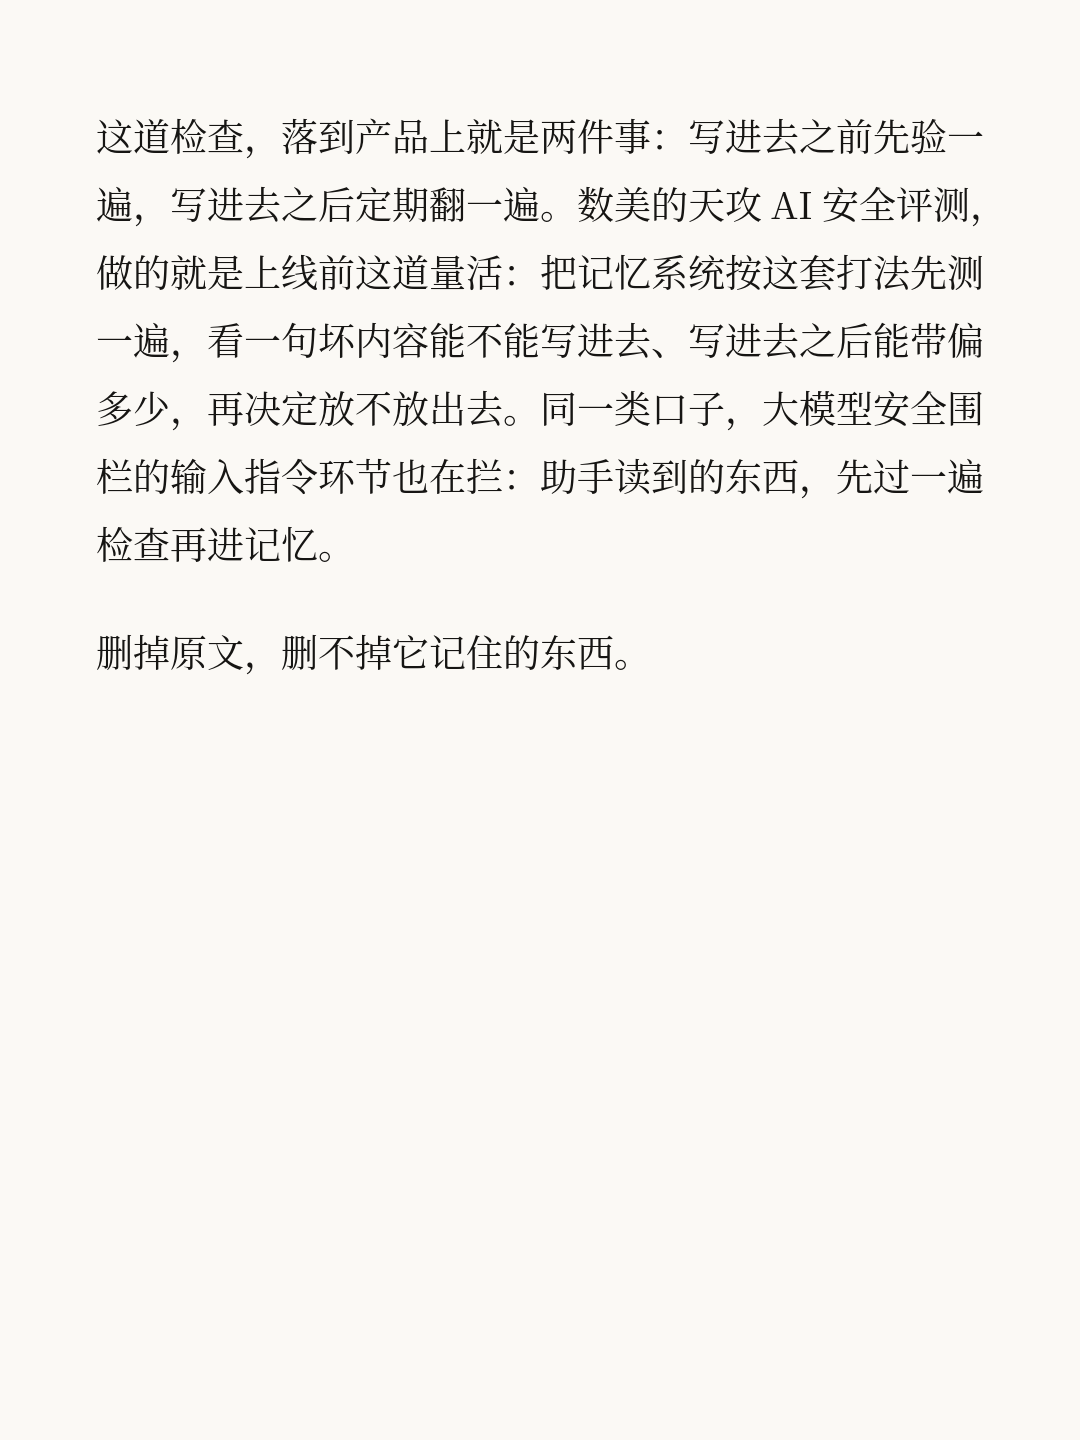 这道检查，落到产品上就是两件事：写进去之前先验一
遍，写进去之后定期翻一遍。数美的天攻 AI 安全评测，
做的就是上线前这道量活：把记忆系统按这套打法先测
一遍，看一句坏内容能不能写进去、写进去之后能带偏
多少，再决定放不放出去。同一类口子，大模型安全围
栏的输入指令环节也在拦：助手读到的东西，先过一遍
检查再进记忆。
删掉原文，删不掉它记住的东西。